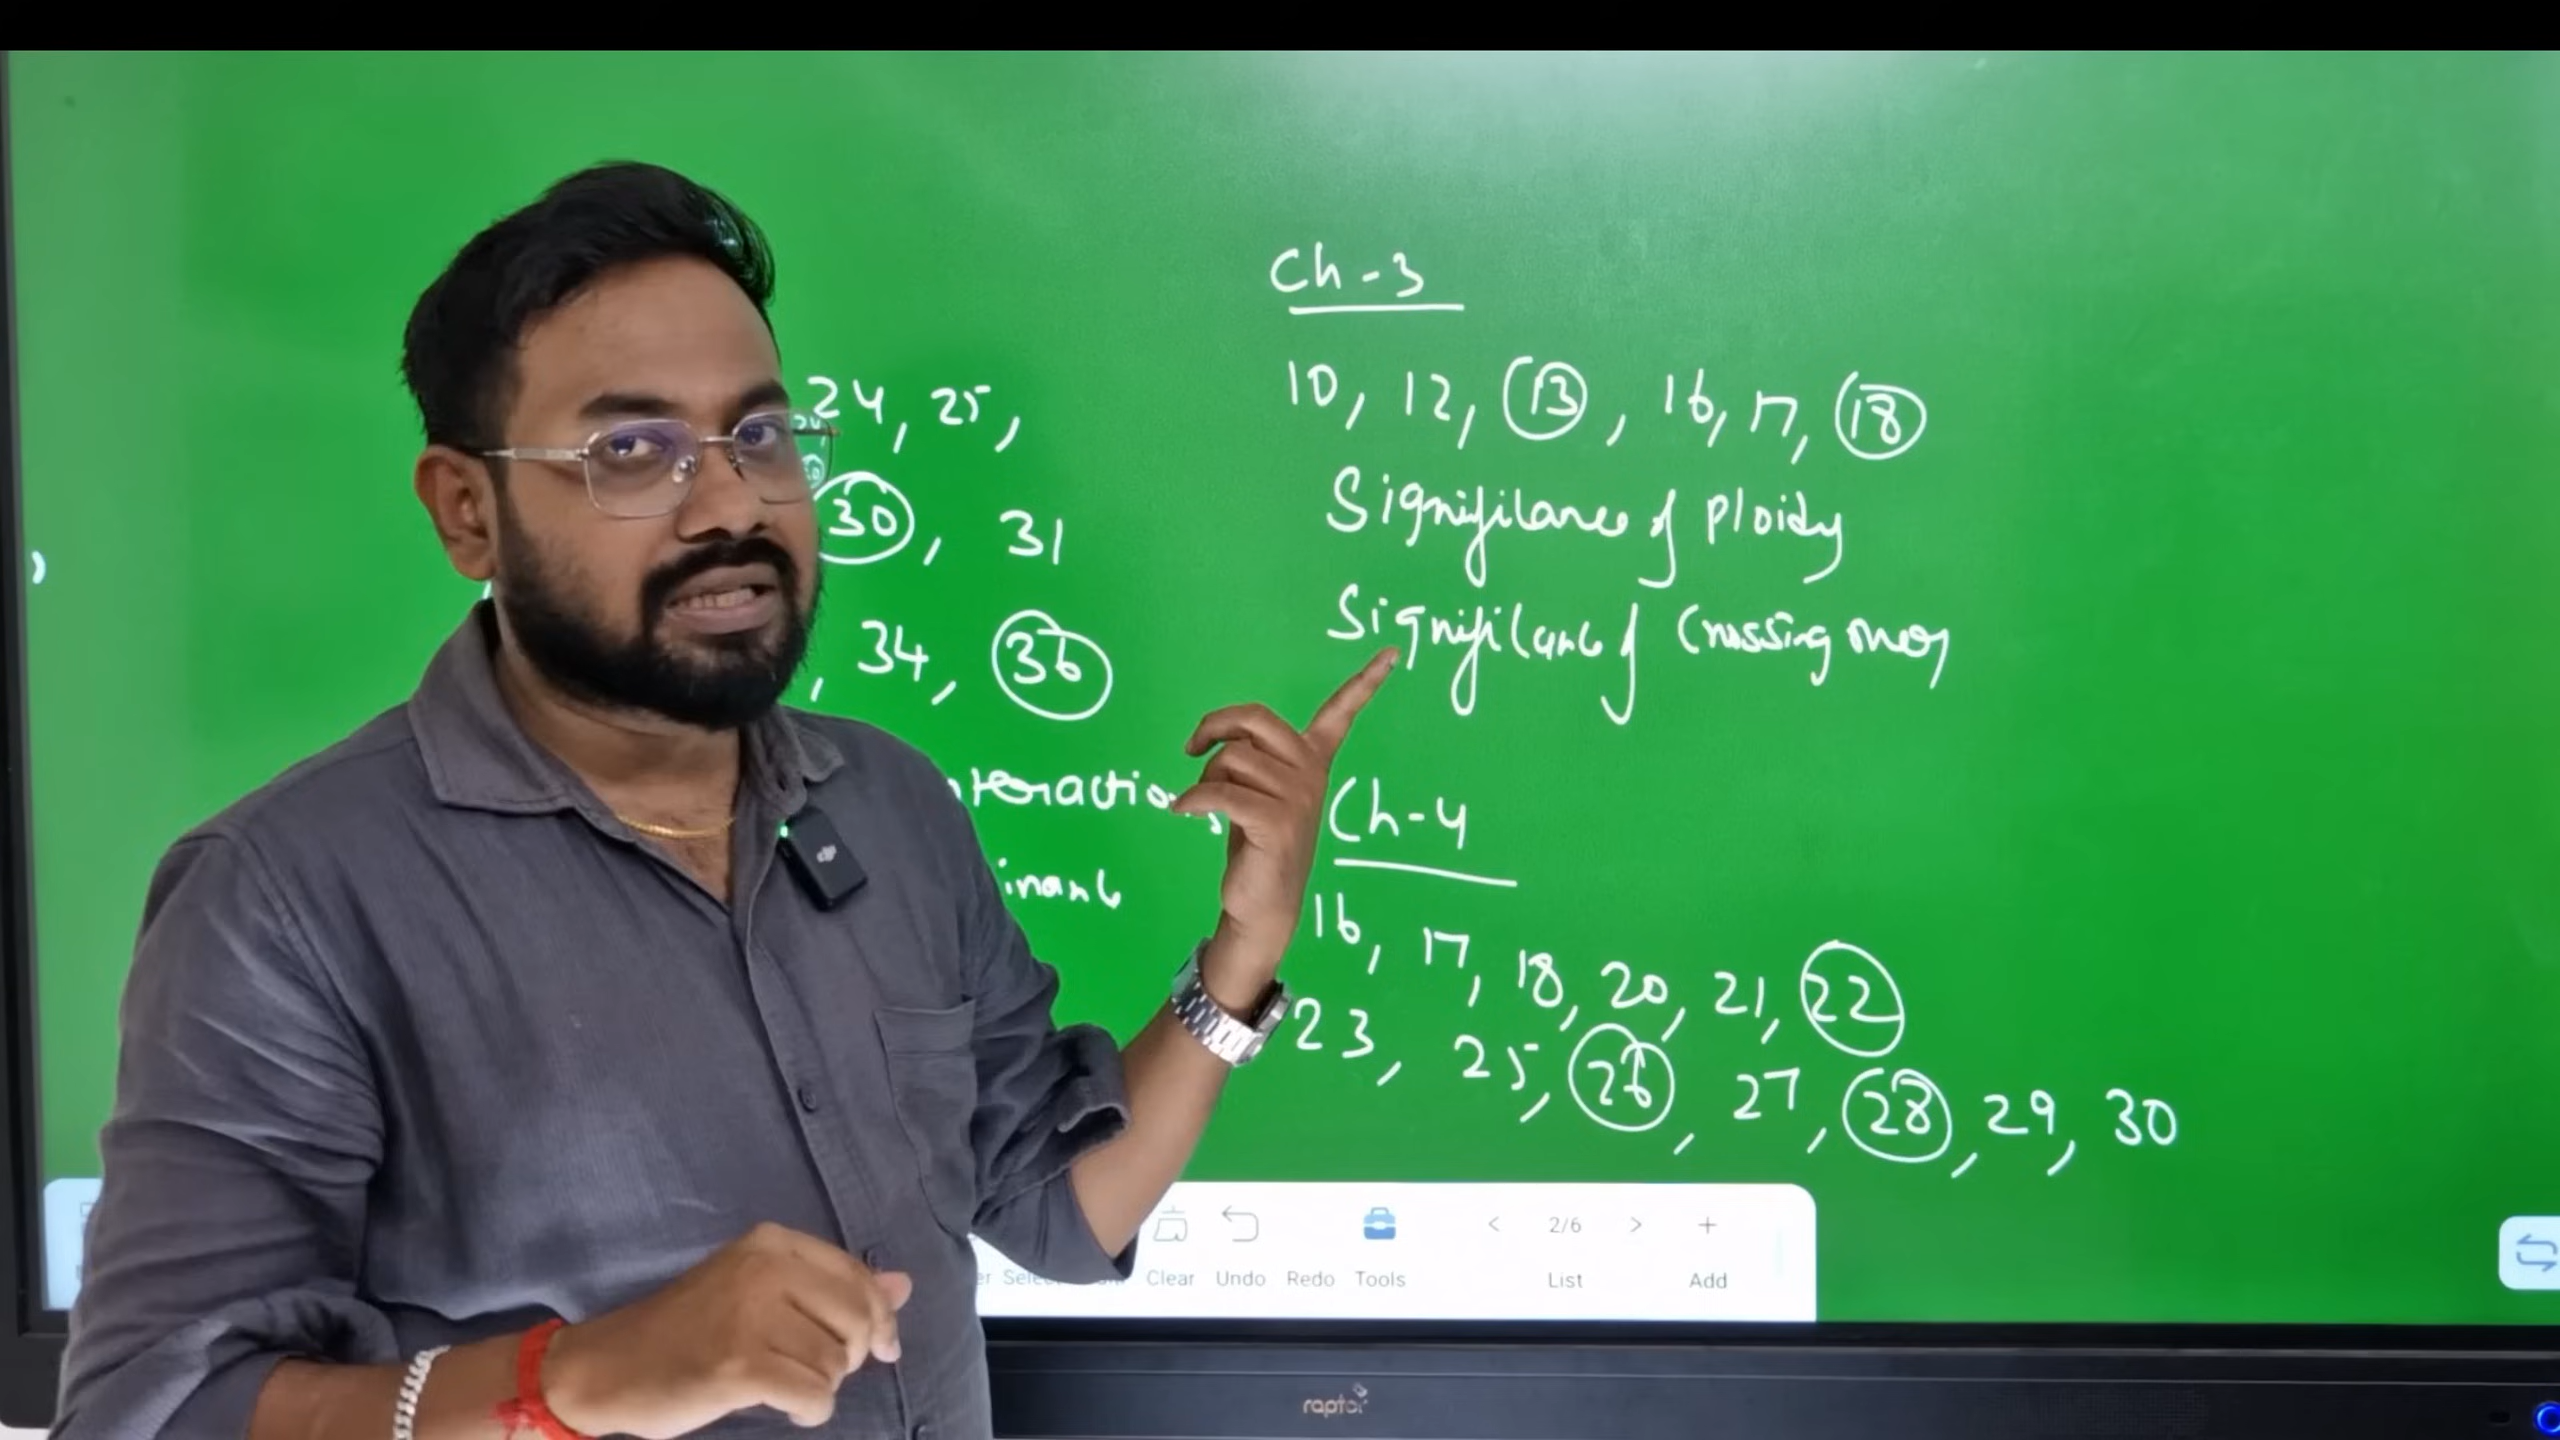 24, 25,
30, 31
, 34, 36
Ch-3
10, 12, 13, 16, 17, 18
Significance of ploidy
Significance of Crossing over
Ch-4
16, 17, 18, 20, 21, 22
23, 25, 26, 27, 28, 29, 30
Clear Undo Redo Tools
2/6
List
Add
raptor